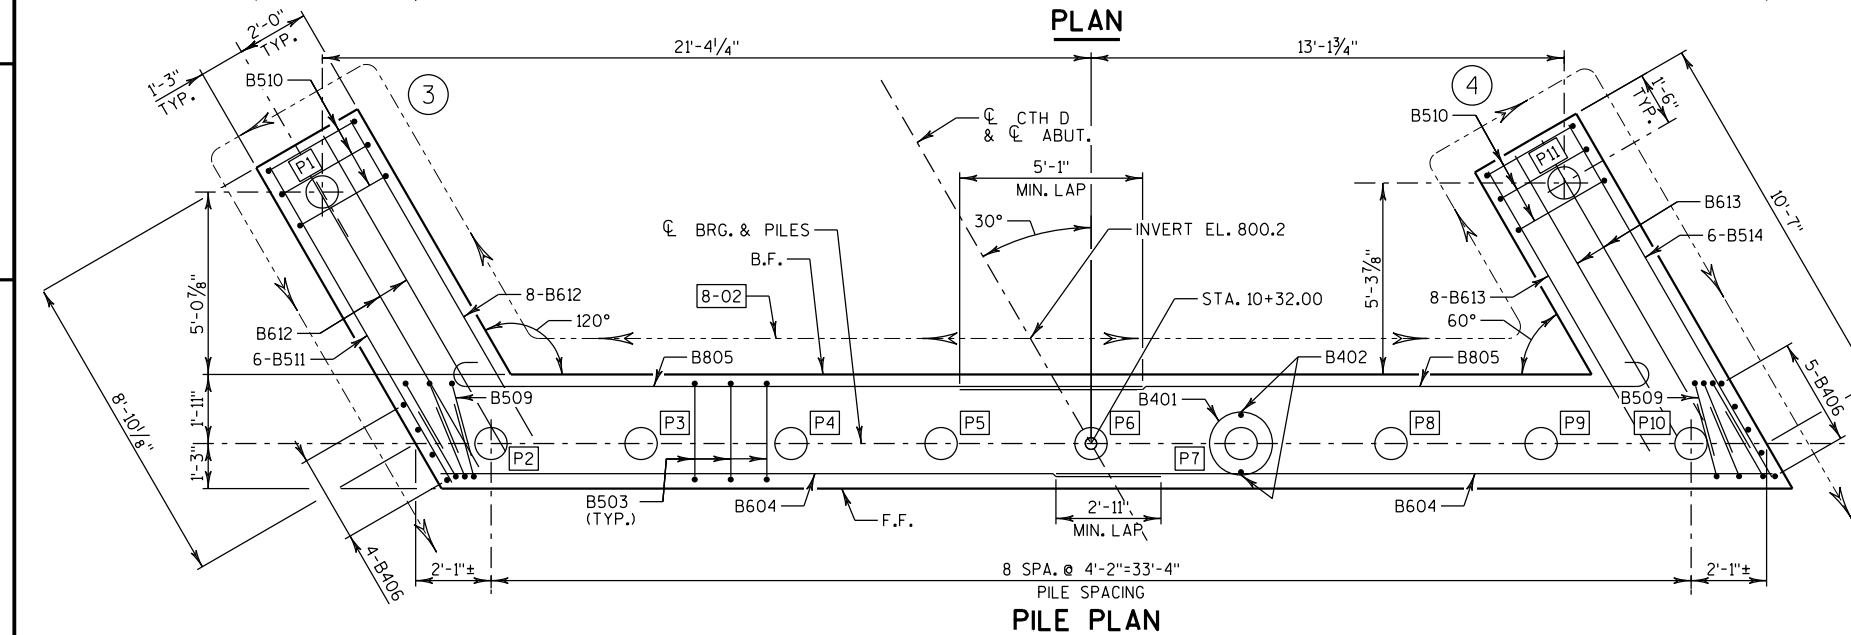 PLAN
2'-0"
TYP.
1'-3"
TYP.
B510
3
21'-4¼"
13'-1¾"
℄ CTH D
& ℄ ABUT.
5'-1"
MIN. LAP
30°
℄ BRG. & PILES
B.F.
INVERT EL. 800.2
8-02
STA. 10+32.00
4
B510
1'-6"
TYP.
10'-7"
B613
6-B514
8-B613
60°
5'-3⅞"
P1
P11
5'-0⅞"
8-B612
120°
B612
6-B511
B805
B402
B805
B509
B401
B509
5-B406
8'-10⅛"
1'-11"
1'-3"
P2
P3
P4
P5
P6
P7
P8
P9
P10
B503
(TYP.)
B604
F.F.
2'-11"
MIN. LAP
B604
4-B406
2'-1"±
8 SPA. @ 4'-2"=33'-4"
PILE SPACING
2'-1"±
PILE PLAN